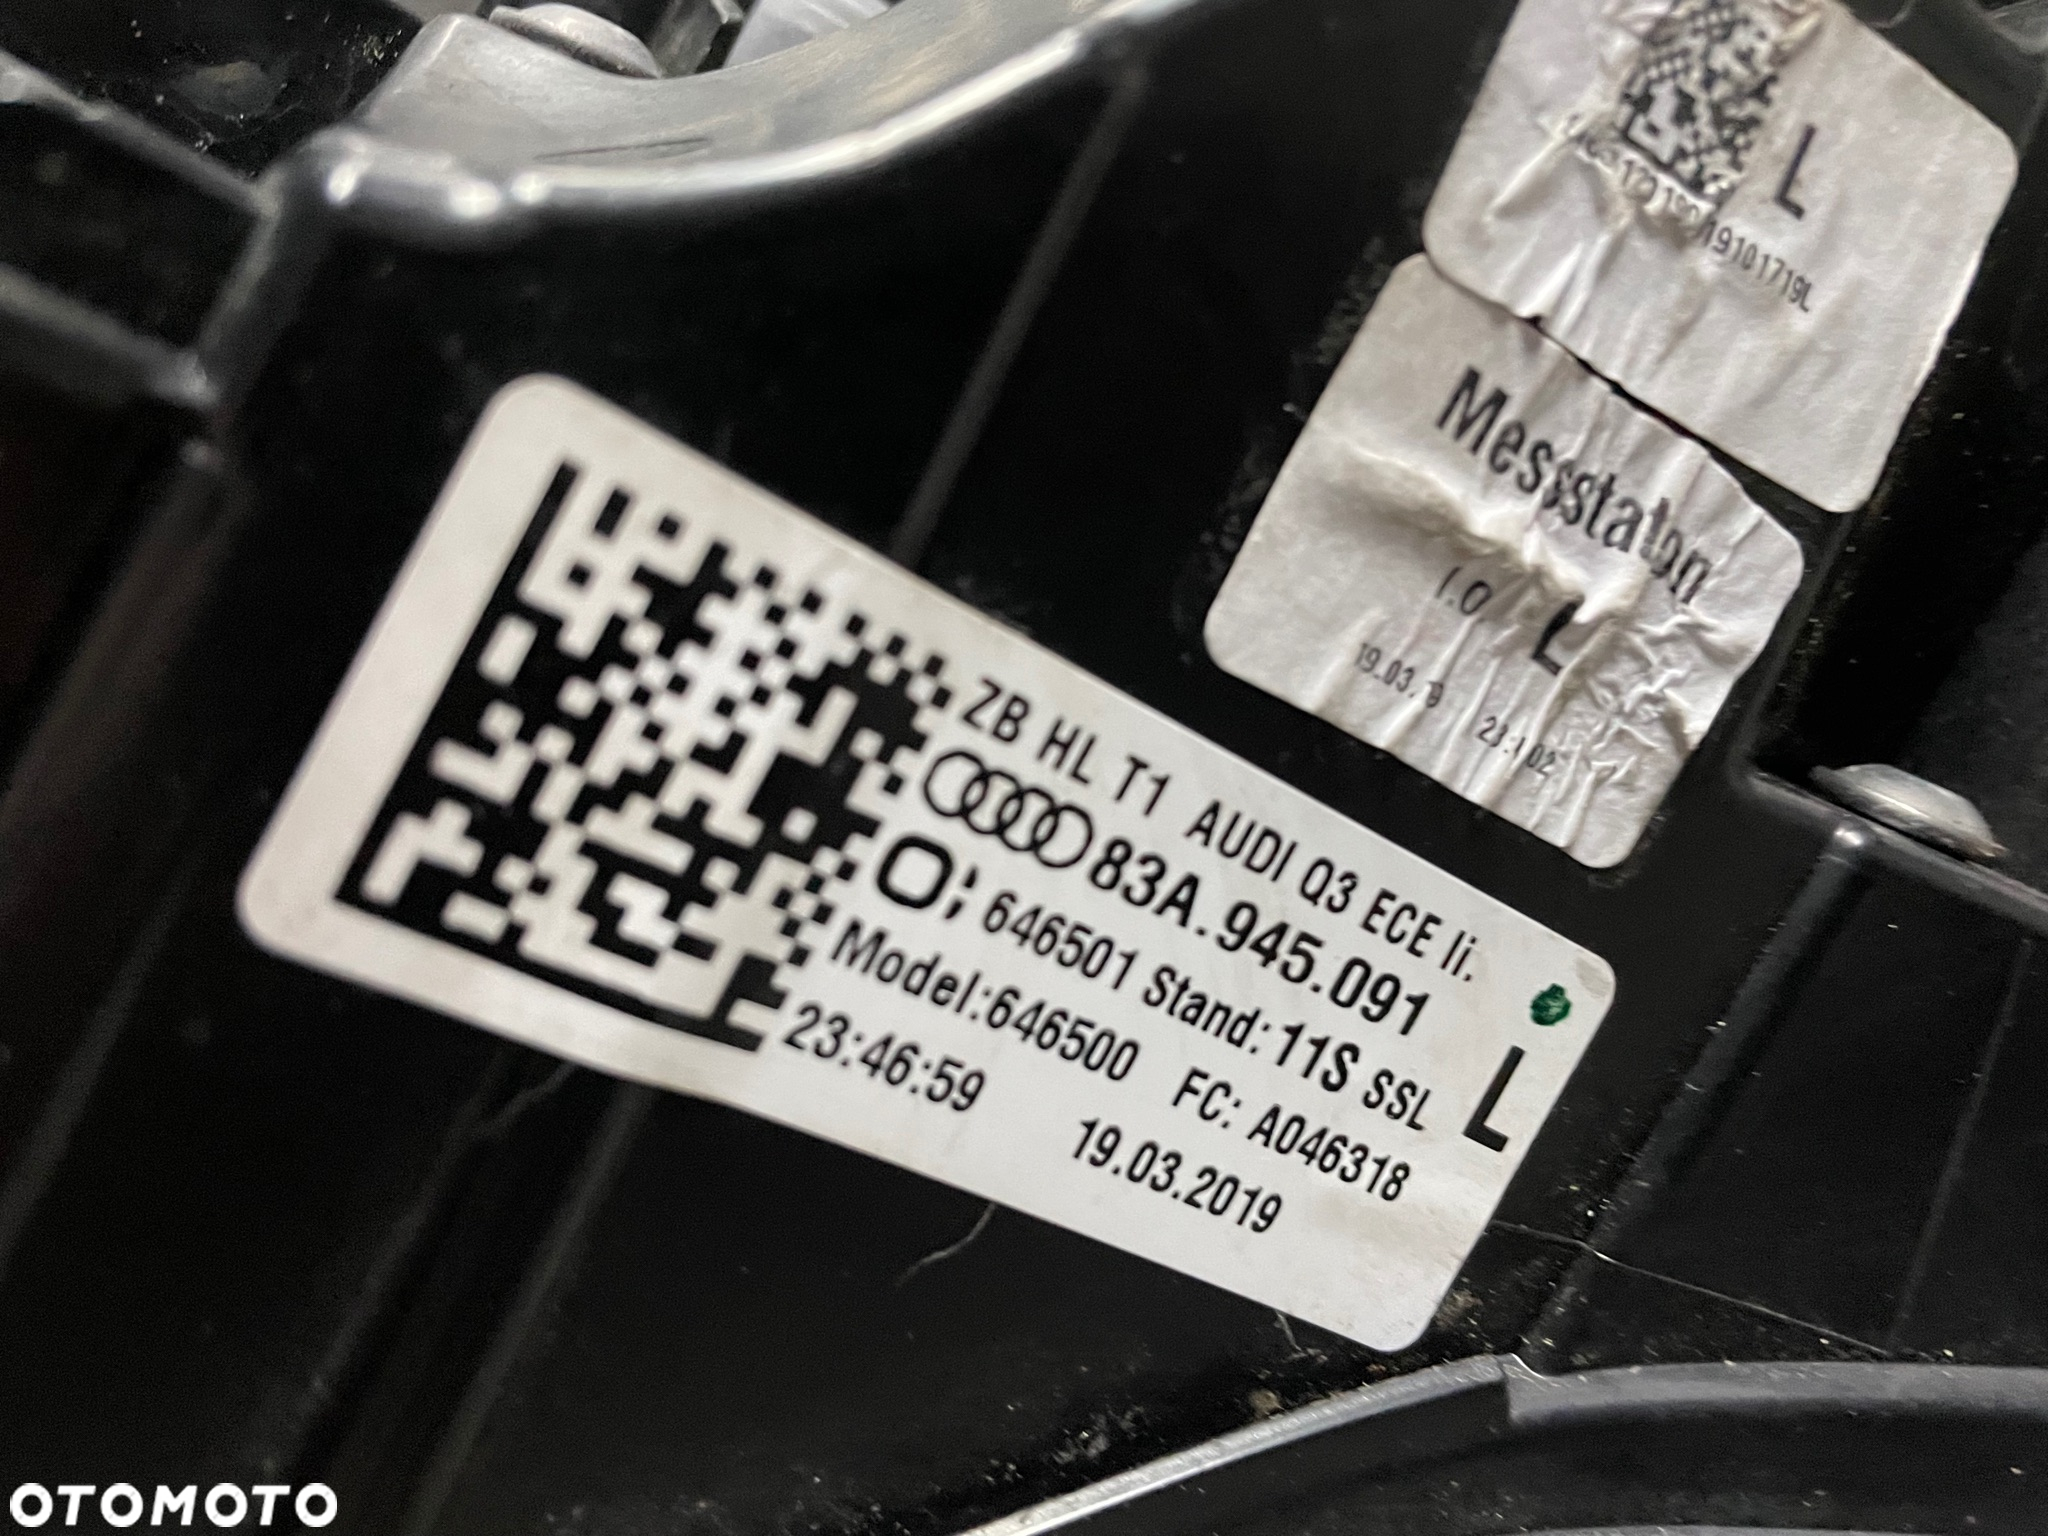 L
Messstation
L
19.03.19
ZB HL T1 AUDI Q3 ECE li.
83A.945.091
646501 Stand: 11S SSL
L
Model:646500 FC: A046318
23:46:59 19.03.2019
OTOMOTO